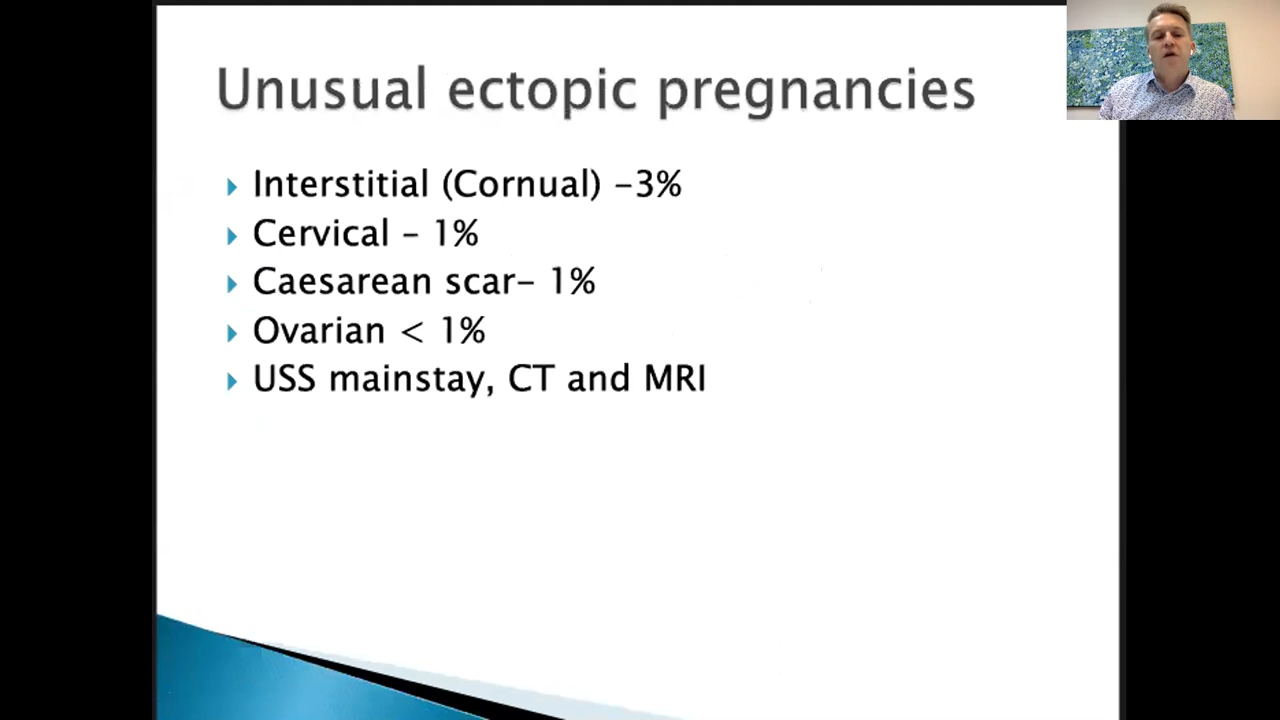 Unusual ectopic pregnancies
Interstitial (Cornual) -3%
Cervical – 1%
Caesarean scar– 1%
Ovarian < 1%
USS mainstay, CT and MRI